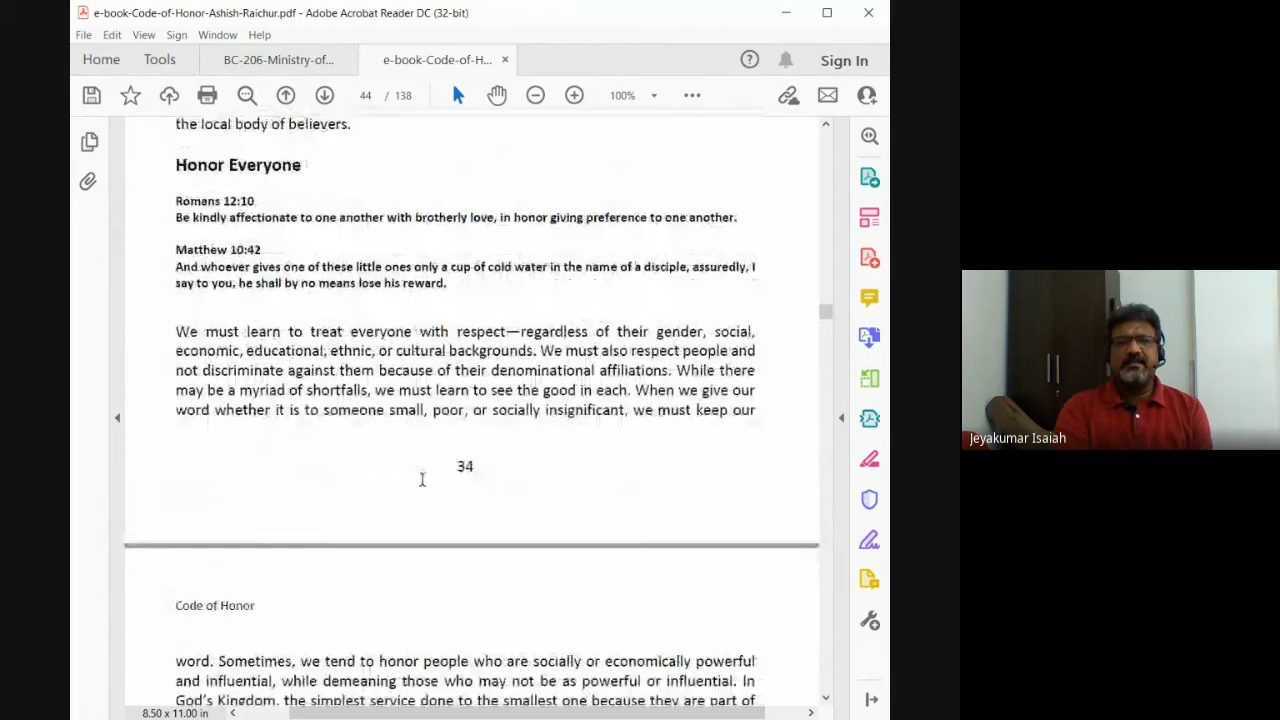 e-book-Code-of-Honor-Ashish-Raichur.pdf - Adobe Acrobat Reader DC (32-bit)
File Edit View Sign Window Help
Home Tools BC-206-Ministry-of... e-book-Code-of-H... × Sign In
44 / 138 100%
the local body of believers.
Honor Everyone
Romans 12:10
Be kindly affectionate to one another with brotherly love, in honor giving preference to one another.
Matthew 10:42
And whoever gives one of these little ones only a cup of cold water in the name of a disciple, assuredly, I
say to you, he shall by no means lose his reward.
We must learn to treat everyone with respect—regardless of their gender, social,
economic, educational, ethnic, or cultural backgrounds. We must also respect people and
not discriminate against them because of their denominational affiliations. While there
may be a myriad of shortfalls, we must learn to see the good in each. When we give our
word whether it is to someone small, poor, or socially insignificant, we must keep our
34
Code of Honor
word. Sometimes, we tend to honor people who are socially or economically powerful
and influential, while demeaning those who may not be as powerful or influential. In
God's Kingdom, the simplest service done to the smallest one because they are part of
8.50 x 11.00 in
Jeyakumar Isaiah